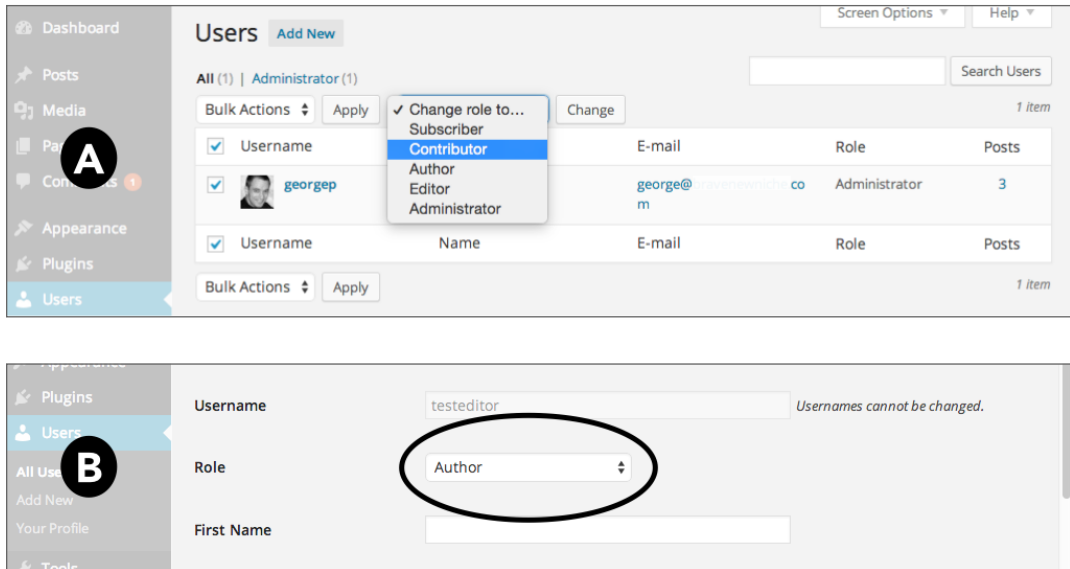 Dashboard
Users Add New
Screen Options Help
Posts
All (1) | Administrator (1)
Search Users
Media
Bulk Actions Apply ✓ Change role to... Change 1 item
Subscriber
A
Username Contributor E-mail Role Posts
Author
1
georgep Editor george@ co Administrator 3
m
Administrator
Appearance
Username Name E-mail Role Posts
Plugins
Bulk Actions Apply 1 item
Users
Plugins
Username testeditor Usernames cannot be changed.
Users
B
All
Role Author
Add New
Your Profile
First Name
Tools